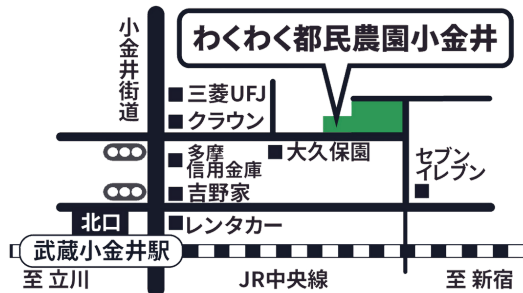 わくわく都民農園小金井
小金井街道
三菱UFJ
クラウン
多摩
信用金庫
大久保園
セブン
イレブン
吉野家
北口
レンタカー
武蔵小金井駅
至 立川
JR中央線
至 新宿